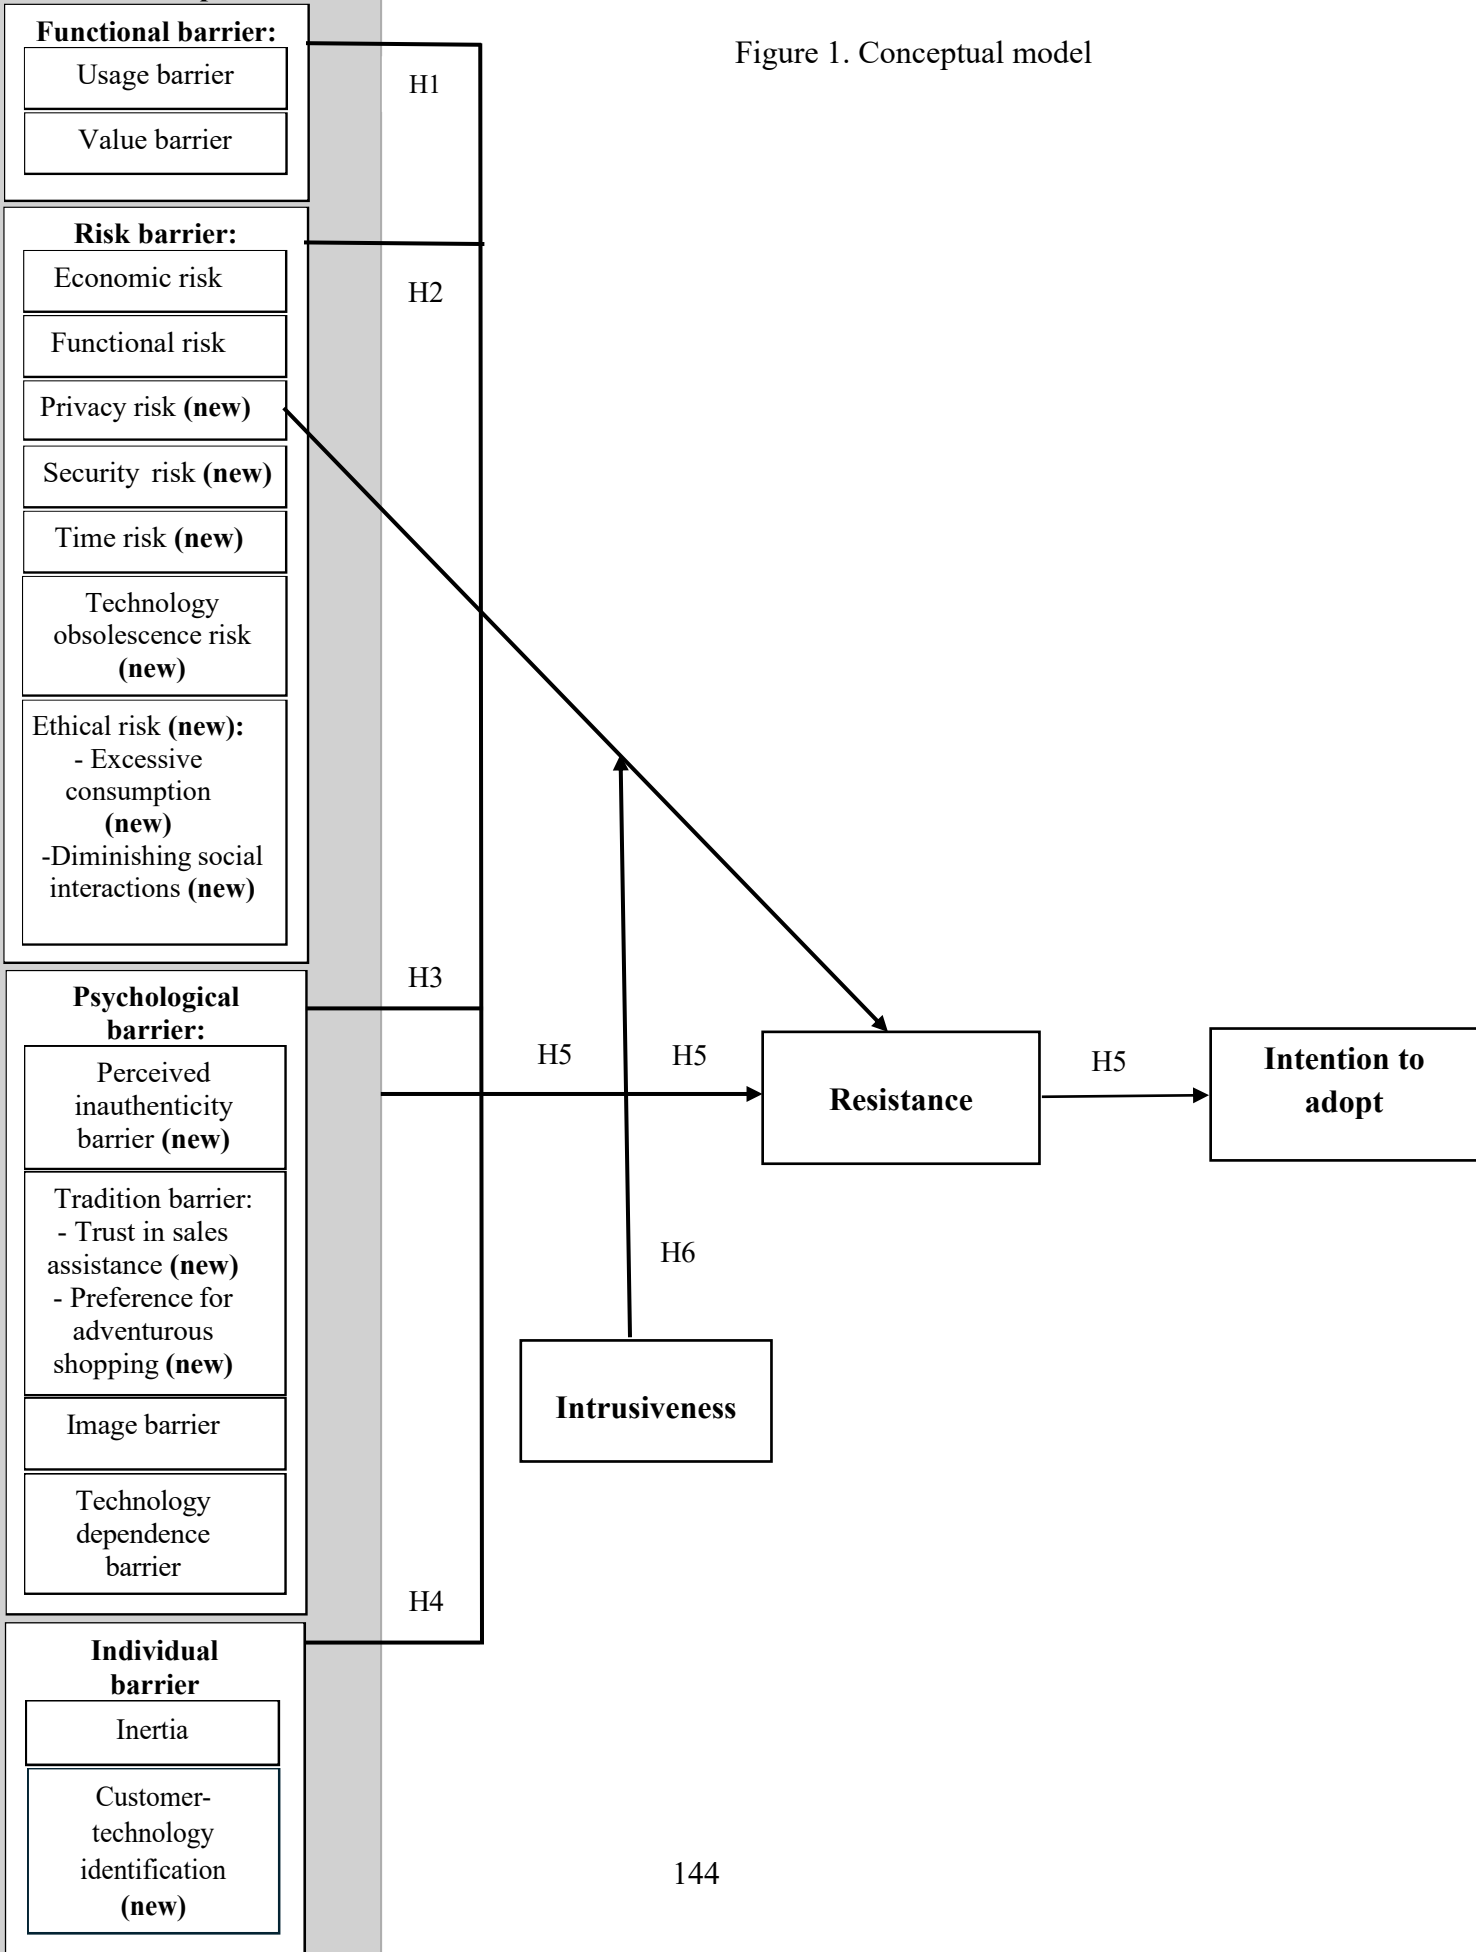 Functional barrier:
Usage barrier
Value barrier
H1
Figure 1. Conceptual model
Risk barrier:
Economic risk
Functional risk
Privacy risk (new)
Security risk (new)
Time risk (new)
Technology
obsolescence risk
(new)
Ethical risk (new):
- Excessive
consumption
(new)
-Diminishing social
interactions (new)
H2
Psychological
barrier:
Perceived
inauthenticity
barrier (new)
Tradition barrier:
- Trust in sales
assistance (new)
- Preference for
adventurous
shopping (new)
Image barrier
Technology
dependence
barrier
H3
H5
H5
Resistance
H5
Intention to
adopt
H6
Intrusiveness
H4
Individual
barrier
Inertia
Customer-
technology
identification
(new)
144